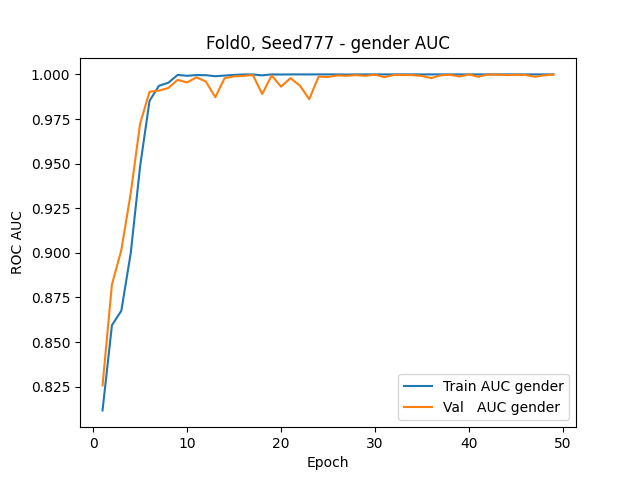 Fold0, Seed777 - gender AUC
1.000
0.975
0.950
0.925
0.900
0.875
0.850
0.825
ROC AUC
Train AUC gender
Val   AUC gender
0 10 20 30 40 50
Epoch